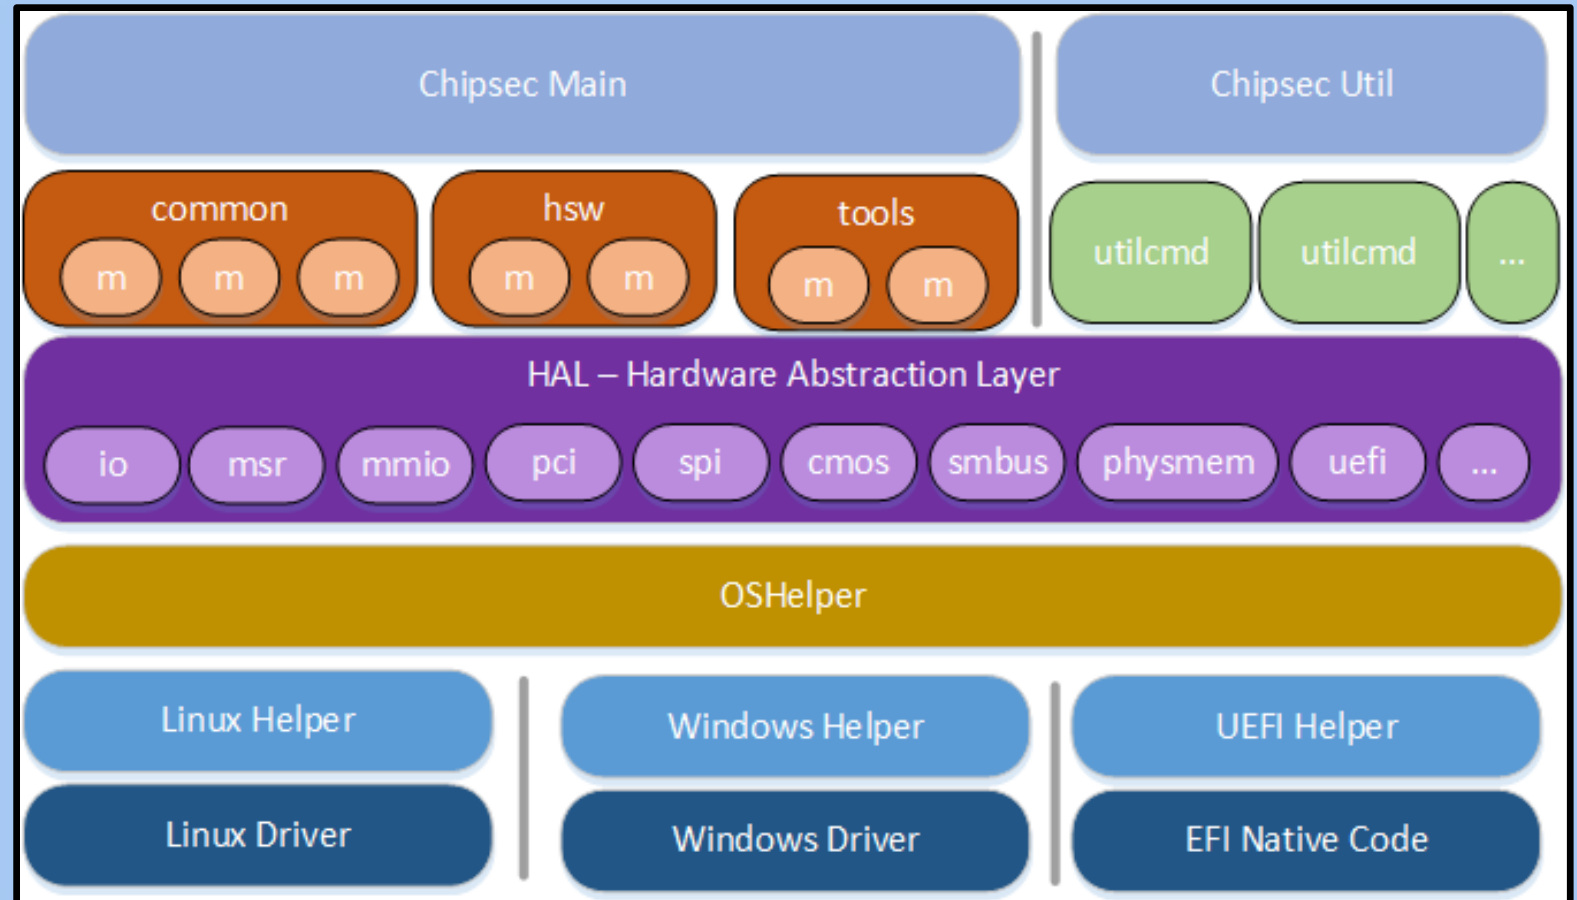 Chipsec Main
Chipsec Util
common
hsw
tools
m m m
m m
m m
utilcmd
utilcmd
...
HAL – Hardware Abstraction Layer
io msr mmio pci spi cmos smbus physmem uefi ...
OSHelper
Linux Helper
Windows Helper
UEFI Helper
Linux Driver
Windows Driver
EFI Native Code